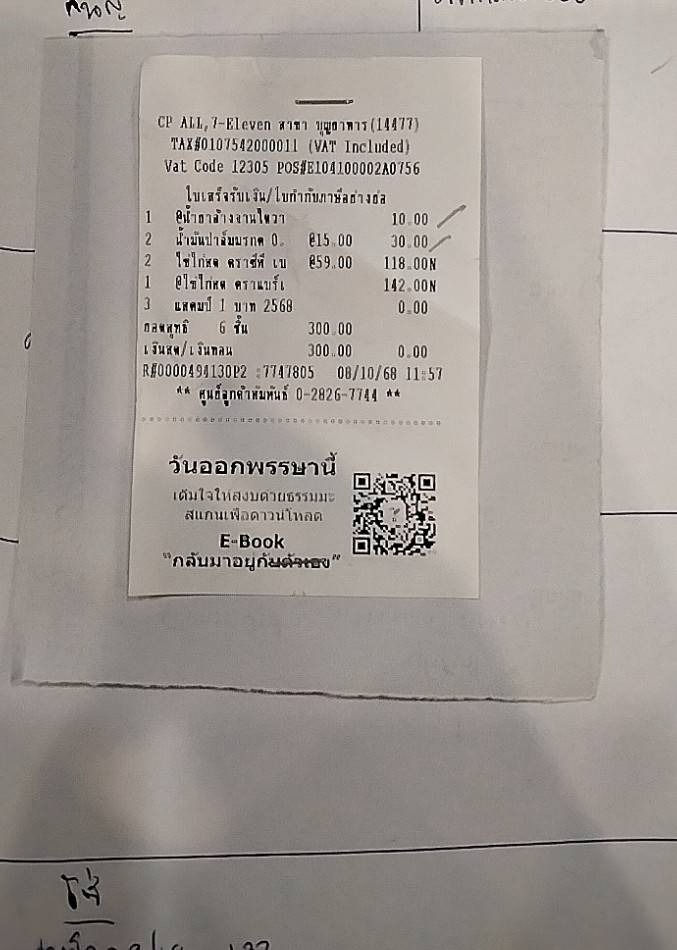 CP ALL,7-Eleven สาขา บุญถาวร(14477)
TAX#0107542000011 (VAT Included)
Vat Code 12305 POS#E104100002A0756
ใบเสร็จรับเงิน/ใบกำกับภาษีอย่างย่อ
1 @น้ำยาล้างจานไลวา 10.00
2 น้ำมันปาล์มมรกต 0. @15.00 30.00
2 ไข่ไก่สด ตราซีพี เบ @59.00 118.00N
1 @ไข่ไก่สด ตราเบอร์ 142.00N
3 แสตมป์ 1 บาท 2568 0.00
ยอดสุทธิ 6 ชิ้น 300.00
เงินสด/เงินทอน 300.00 0.00
R#0000494130P2 :7747805 08/10/68 11:57
** ศูนย์ลูกค้าสัมพันธ์ 0-2826-7744 **
วันออกพรรษานี้
เติมใจให้สงบด้วยธรรมมะ
สแกนเพื่อดาวน์โหลด
E-Book
"กลับมาอยู่กับตัวเอง"